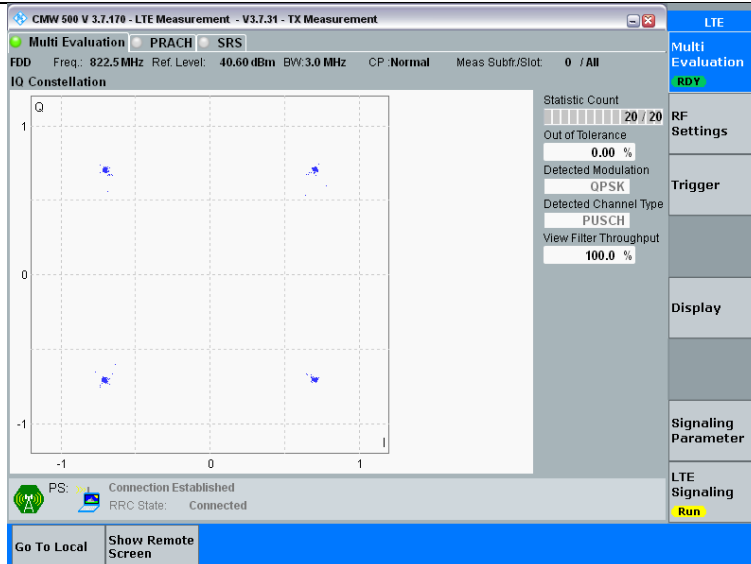 CMW 500 V 3.7.170 - LTE Measurement - V3.7.31 - TX Measurement
LTE
Multi Evaluation PRACH SRS
Multi
Evaluation
RDY
FDD Freq.: 822.5 MHz Ref. Level: 40.60 dBm BW: 3.0 MHz CP : Normal Meas Subfr./Slot: 0 / All
IQ Constellation
Q
1
0
-1
-1 0 1
I
Statistic Count
20 / 20
Out of Tolerance
0.00 %
Detected Modulation
QPSK
Detected Channel Type
PUSCH
View Filter Throughput
100.0 %
RF
Settings
Trigger
Display
Signaling
Parameter
LTE
Signaling
Run
PS: Connection Established
RRC State: Connected
Go To Local
Show Remote
Screen